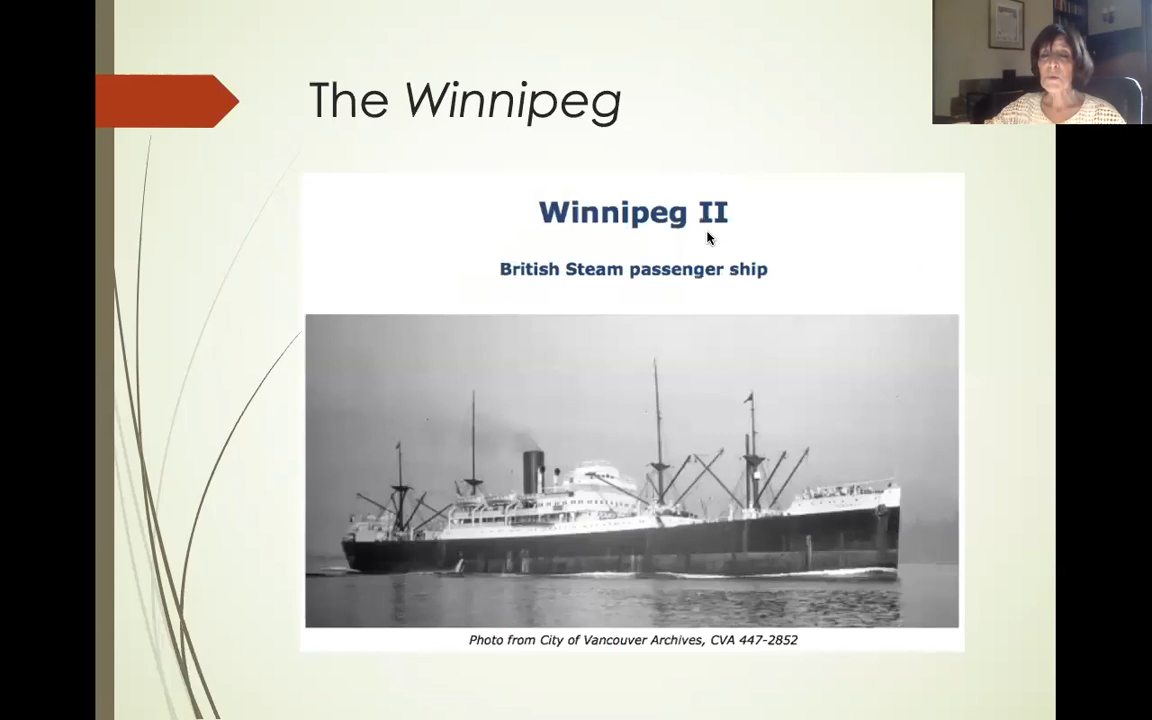 The Winnipeg
Winnipeg II
British Steam passenger ship
Photo from City of Vancouver Archives, CVA 447-2852